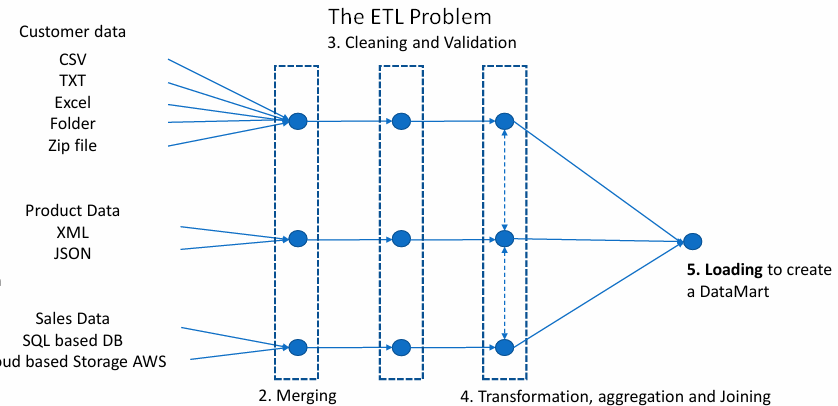 The ETL Problem
Customer data
3. Cleaning and Validation
CSV
TXT
Excel
Folder
Zip file
Product Data
XML
JSON
5. Loading to create
a DataMart
Sales Data
SQL based DB
oud based Storage AWS
2. Merging
4. Transformation, aggregation and Joining